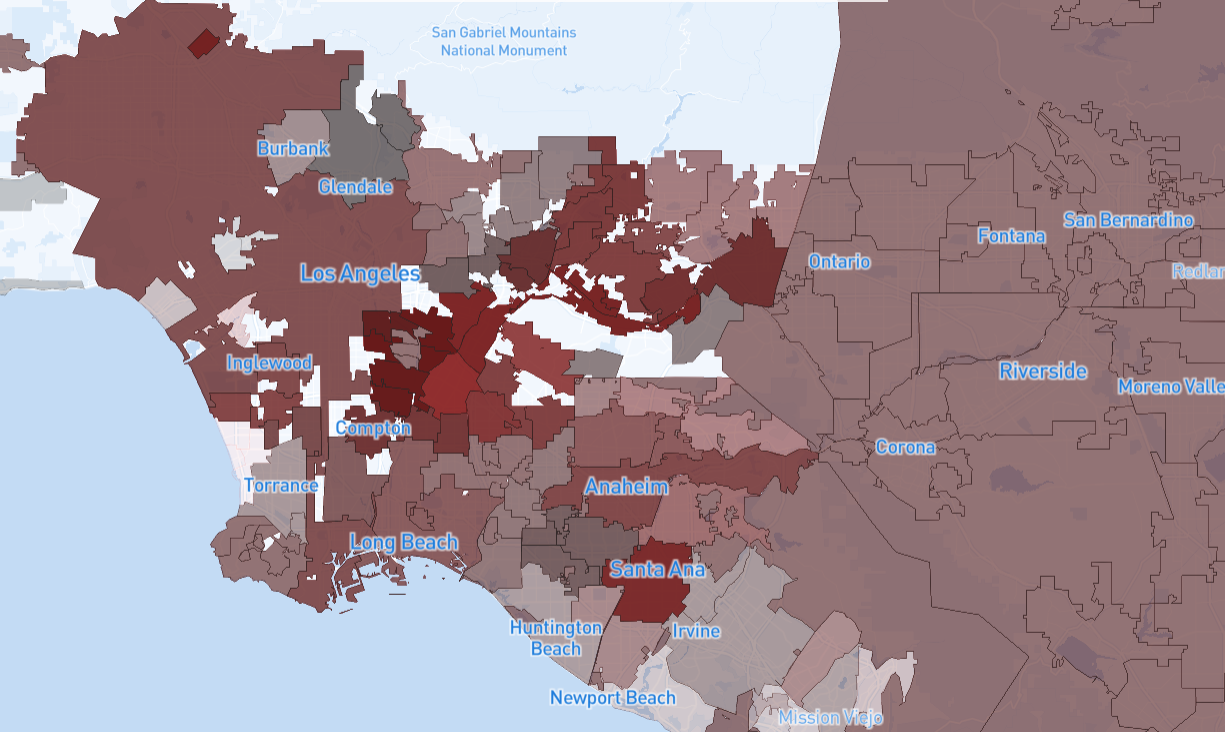 San Gabriel Mountains
National Monument
Burbank
Glendale
San Bernardino
Fontana
Ontario
Los Angeles
Redlar
Inglewood
Riverside
Moreno Valle
Compton
Corona
Torrance
Anaheim
Long Beach
Santa Ana
Huntington
Beach
Irvine
Newport Beach
Mission Viejo